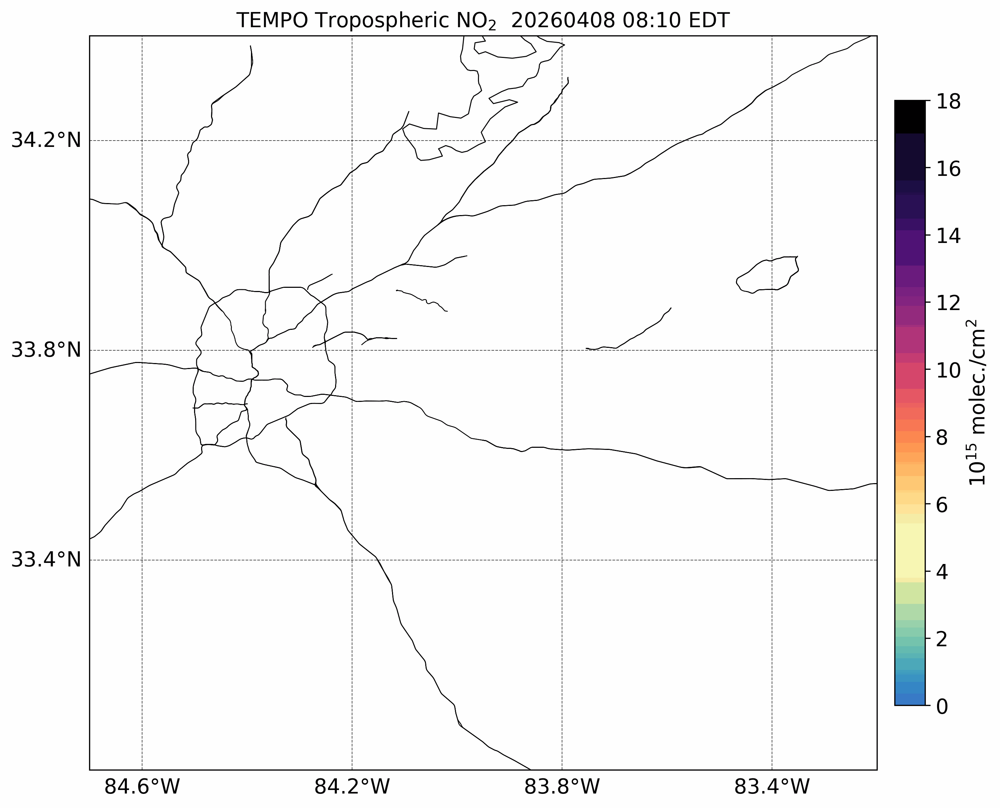 TEMPO Tropospheric NO₂ 20260408 08:10 EDT
34.2°N
33.8°N
33.4°N
84.6°W
84.2°W
83.8°W
83.4°W
18
16
14
12
10
8
6
4
2
0
10¹⁵ molec./cm²